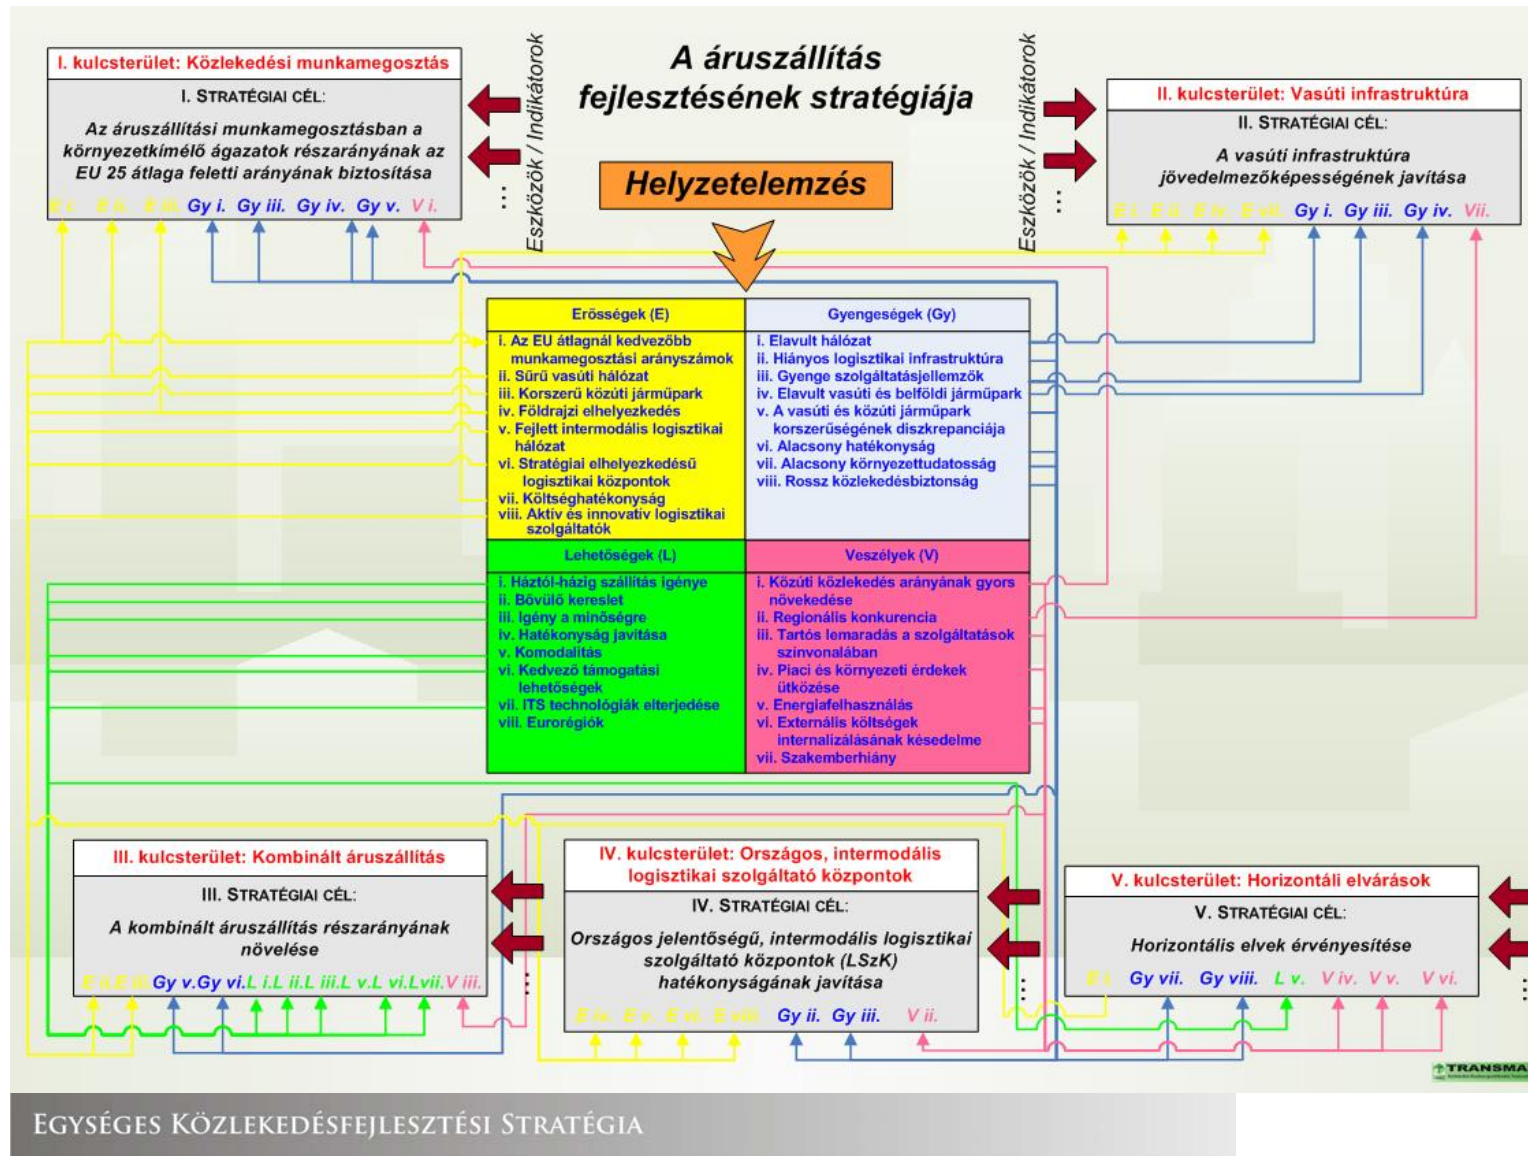 A áruszállítás
fejlesztésének stratégiája
Helyzetelemzés
I. kulcsterület: Közlekedési munkamegosztás
I. STRATÉGIAI CÉL:
Az áruszállítási munkamegosztásban a
környezetkímélő ágazatok részarányának az
EU 25 átlaga feletti arányának biztosítása
E i. E ii. E iii. Gy i. Gy iii. Gy iv. Gy v. V i.
...
Eszközök / Indikátorok
Eszközök / Indikátorok
...
II. kulcsterület: Vasúti infrastruktúra
II. STRATÉGIAI CÉL:
A vasúti infrastruktúra
jövedelmezőképességének javítása
E i. E ii. E iv. E vii. Gy i. Gy iii. Gy iv. Vii.
Erősségek (E)
i. Az EU átlagnál kedvezőbb
munkamegosztási arányszámok
ii. Sűrű vasúti hálózat
iii. Korszerű közúti járműpark
iv. Földrajzi elhelyezkedés
v. Fejlett intermodális logisztikai
hálózat
vi. Stratégiai elhelyezkedésű
logisztikai központok
vii. Költséghatékonyság
viii. Aktív és innovatív logisztikai
szolgáltatók
Gyengeségek (Gy)
i. Elavult hálózat
ii. Hiányos logisztikai infrastruktúra
iii. Gyenge szolgáltatásjellemzők
iv. Elavult vasúti és belföldi járműpark
v. A vasúti és közúti járműpark
korszerűségének diszkrepanciája
vi. Alacsony hatékonyság
vii. Alacsony környezettudatosság
viii. Rossz közlekedésbiztonság
Lehetőségek (L)
i. Háztól-házig szállítás igénye
ii. Bővülő kereslet
iii. Igény a minőségre
iv. Hatékonyság javítása
v. Komodalitás
vi. Kedvező támogatási
lehetőségek
vii. ITS technológiák elterjedése
viii. Eurorégiók
Veszélyek (V)
i. Közúti közlekedés arányának gyors
növekedése
ii. Regionális konkurencia
iii. Tartós lemaradás a szolgáltatások
színvonalában
iv. Piaci és környezeti érdekek
ütközése
v. Energiafelhasználás
vi. Externális költségek
internalizálásának késedelme
vii. Szakemberhiány
III. kulcsterület: Kombinált áruszállítás
III. STRATÉGIAI CÉL:
A kombinált áruszállítás részarányának
növelése
E ii. E iii. Gy v. Gy vi. L i. L ii. L iii. L v. L vi. Lvii. V iii.
...
IV. kulcsterület: Országos, intermodális
logisztikai szolgáltató központok
IV. STRATÉGIAI CÉL:
Országos jelentőségű, intermodális logisztikai
szolgáltató központok (LSzK)
hatékonyságának javítása
E iv. E v. E vi. E viii. Gy ii. Gy iii. V ii.
...
V. kulcsterület: Horizontáli elvárások
V. STRATÉGIAI CÉL:
Horizontális elvek érvényesítése
E i. Gy vii. Gy viii. L v. V iv. V v. V vi.
...
TRANSMA
EGYSÉGES KÖZLEKEDÉSFEJLESZTÉSI STRATÉGIA